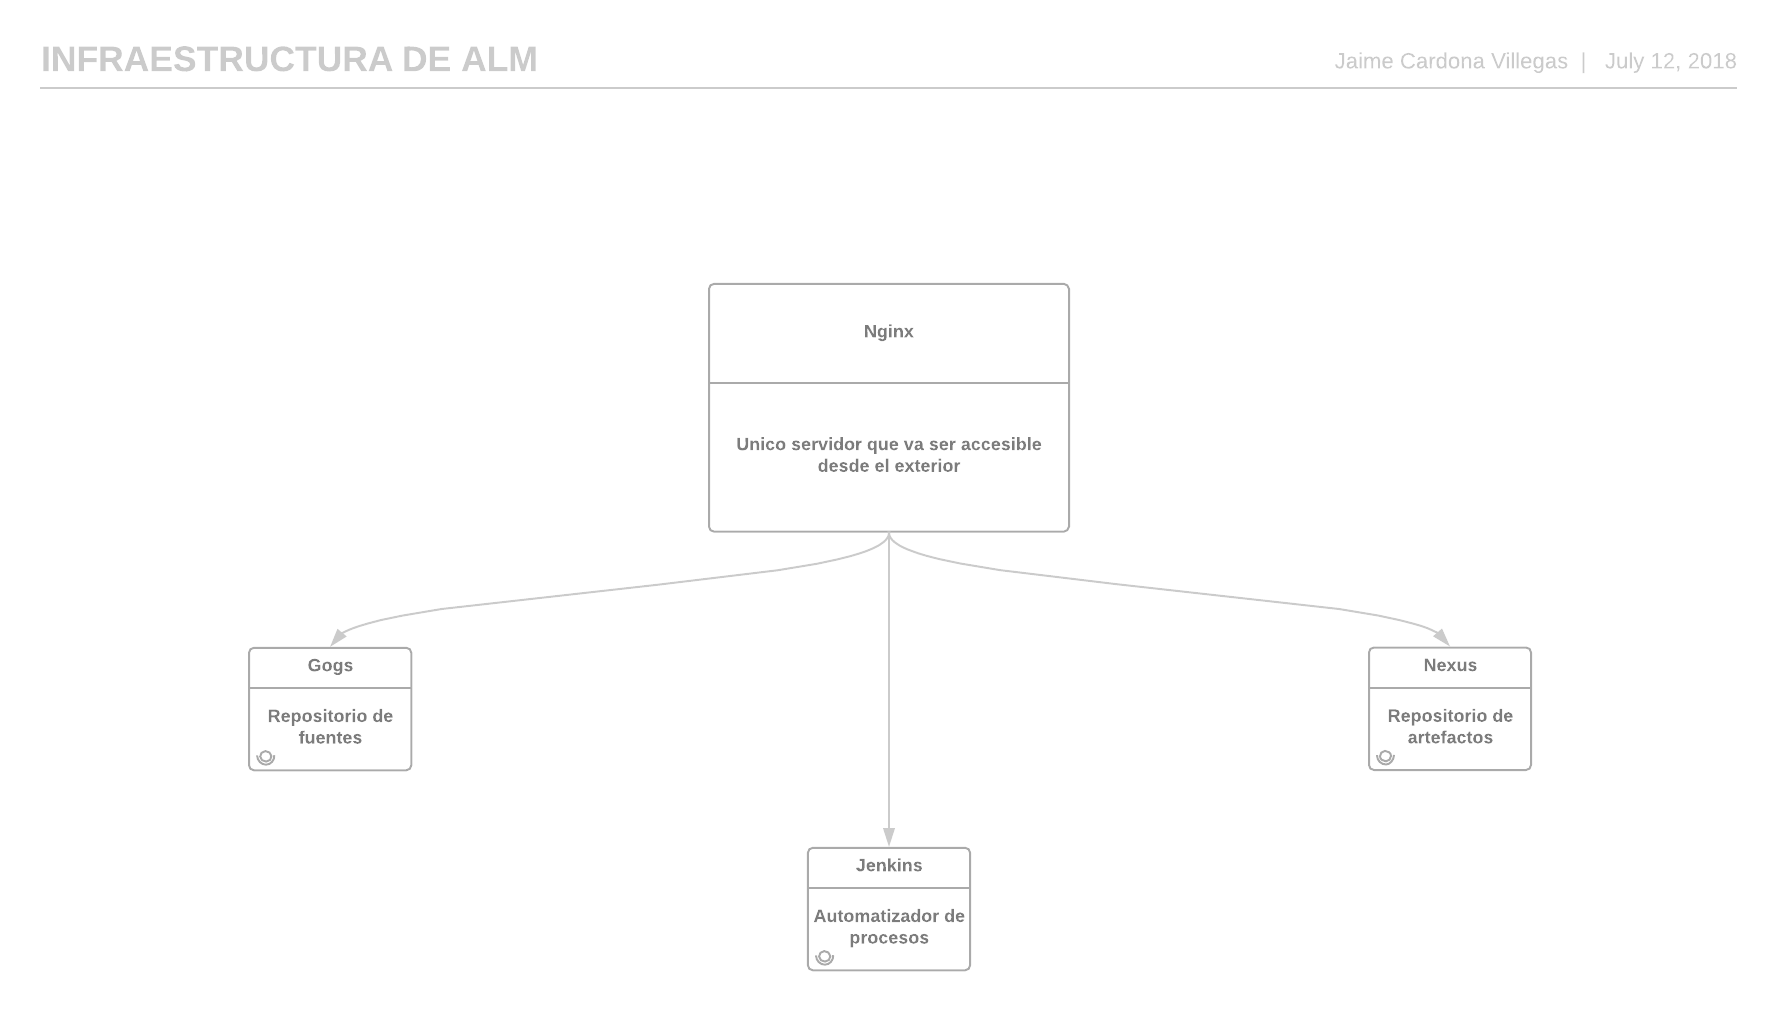 INFRAESTRUCTURA DE ALM
Jaime Cardona Villegas | July 12, 2018
Nginx
Unico servidor que va ser accesible
desde el exterior
Gogs
Repositorio de
fuentes
Nexus
Repositorio de
artefactos
Jenkins
Automatizador de
procesos